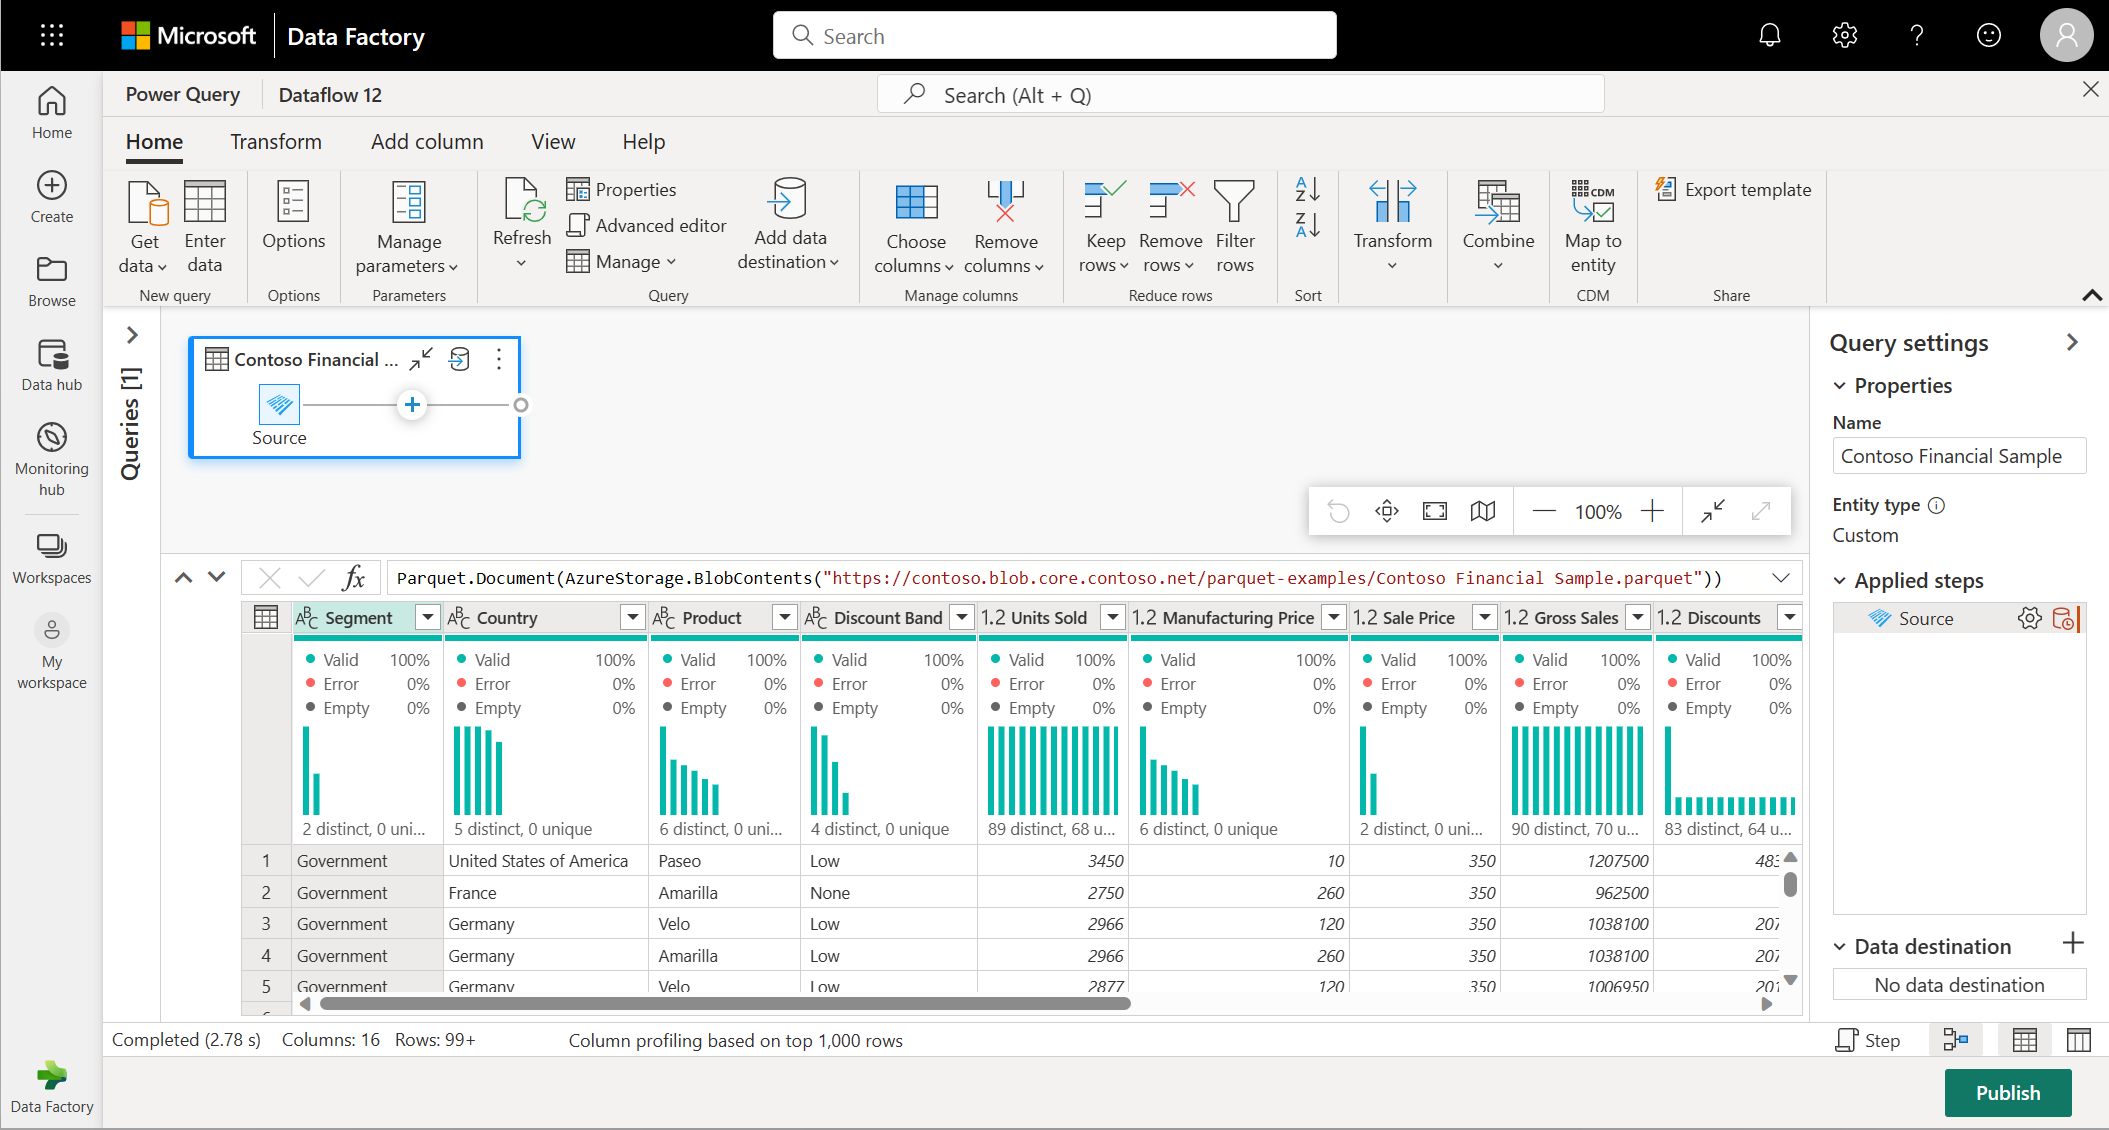 Microsoft Data Factory
Search
Power Query Dataflow 12
Search (Alt + Q)
Home Transform Add column View Help
Get data
Enter data
New query
Options
Options
Manage parameters
Parameters
Refresh
Properties
Advanced editor
Manage
Add data destination
Query
Choose columns
Remove columns
Manage columns
Keep rows
Remove rows
Filter rows
Reduce rows
A Z
Z A
Sort
Transform
Combine
CDM
Map to entity
CDM
Export template
Share
Home
Create
Browse
Data hub
Monitoring hub
Workspaces
My workspace
Data Factory
Queries [1]
Contoso Financial ...
Source
100%
fx
Parquet.Document(AzureStorage.BlobContents("https://contoso.blob.core.contoso.net/parquet-examples/Contoso Financial Sample.parquet"))
ABC Segment ABC Country ABC Product ABC Discount Band 1.2 Units Sold 1.2 Manufacturing Price 1.2 Sale Price 1.2 Gross Sales 1.2 Discounts
Valid 100% Valid 100% Valid 100% Valid 100% Valid 100% Valid 100% Valid 100% Valid 100% Valid 100%
Error 0% Error 0% Error 0% Error 0% Error 0% Error 0% Error 0% Error 0% Error 0%
Empty 0% Empty 0% Empty 0% Empty 0% Empty 0% Empty 0% Empty 0% Empty 0% Empty 0%
2 distinct, 0 uni... 5 distinct, 0 unique 6 distinct, 0 uni... 4 distinct, 0 unique 89 distinct, 68 u... 6 distinct, 0 unique 2 distinct, 0 uni... 90 distinct, 70 u... 83 distinct, 64 u...
1 Government United States of America Paseo Low 3450 10 350 1207500 483
2 Government France Amarilla None 2750 260 350 962500
3 Government Germany Velo Low 2966 120 350 1038100 207
4 Government Germany Amarilla Low 2966 260 350 1038100 207
5 Government Germany Velo Low 2877 120 350 1006950 201
Query settings
Properties
Name
Contoso Financial Sample
Entity type
Custom
Applied steps
Source
Data destination
No data destination
Completed (2.78 s) Columns: 16 Rows: 99+ Column profiling based on top 1,000 rows
Step
Publish